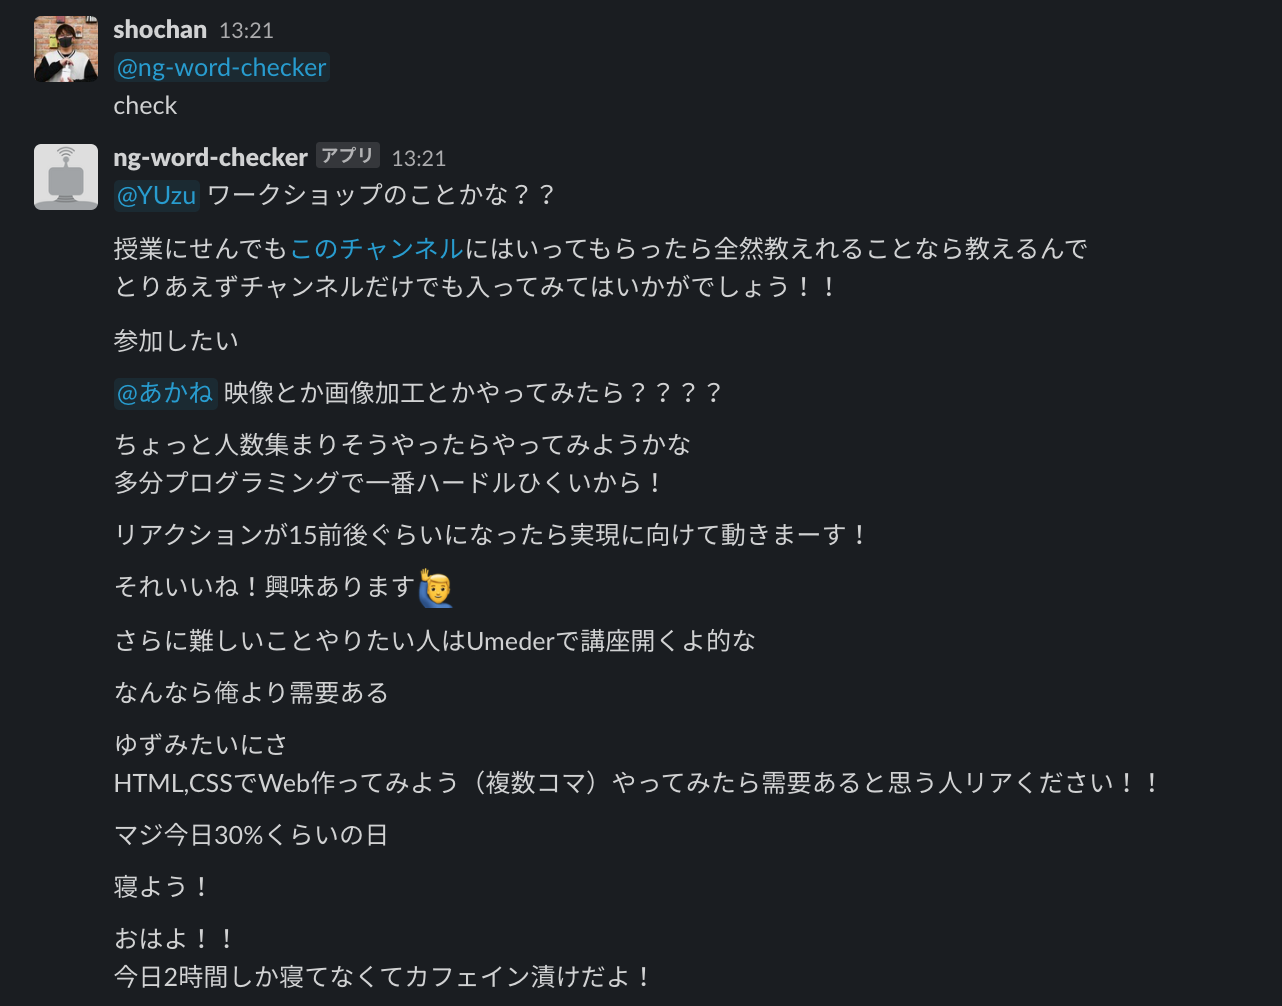 shochan 13:21
@ng-word-checker
check
ng-word-checker アプリ 13:21
@YUzu ワークショップのことかな？？
授業にせんでもこのチャンネルにはいってもらったら全然教えれることなら教えるんで
とりあえずチャンネルだけでも入ってみてはいかがでしょう！！
参加したい
@あかね 映像とか画像加工とかやってみたら？？？？
ちょっと人数集まりそうやったらやってみようかな
多分プログラミングで一番ハードルひくいから！
リアクションが15前後ぐらいになったら実現に向けて動きまーす！
それいいね！興味あります🙋‍♂️
さらに難しいことやりたい人はUmederで講座開くよ的な
なんなら俺より需要ある
ゆずみたいにさ
HTML,CSSでWeb作ってみよう（複数コマ）やってみたら需要あると思う人リアください！！
マジ今日30%くらいの日
寝よう！
おはよ！！
今日2時間しか寝てなくてカフェイン漬けだよ！